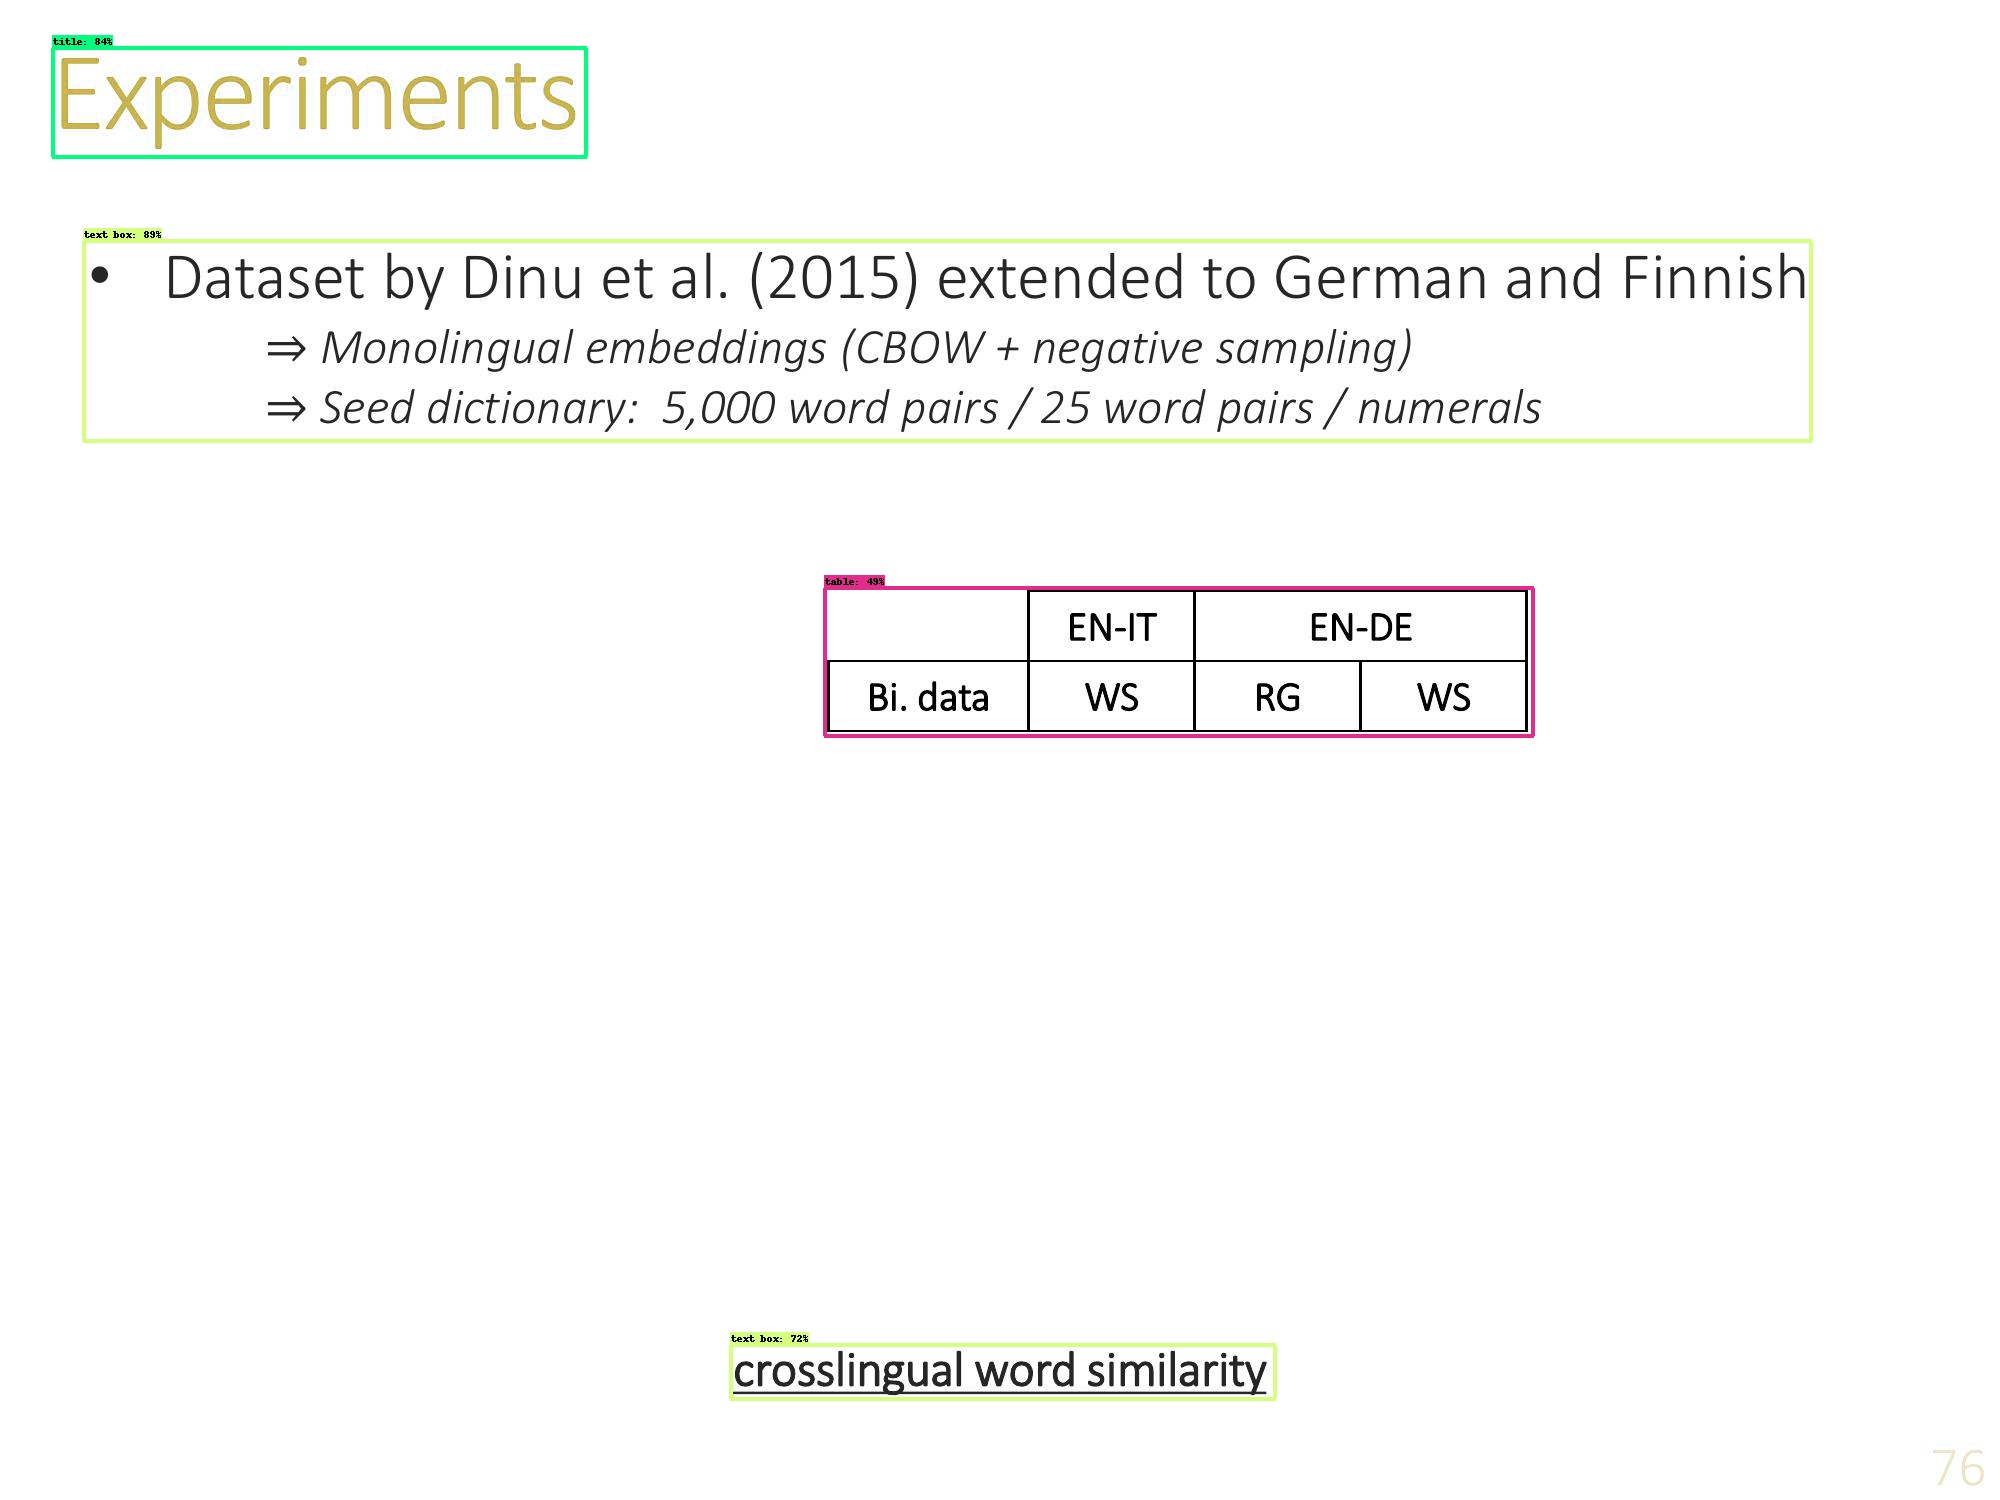 title: 84%
Experiments
text box: 89%
• Dataset by Dinu et al. (2015) extended to German and Finnish
⇒ Monolingual embeddings (CBOW + negative sampling)
⇒ Seed dictionary: 5,000 word pairs / 25 word pairs / numerals
table: 49%
EN-IT EN-DE
Bi. data WS RG WS
text box: 72%
crosslingual word similarity
76